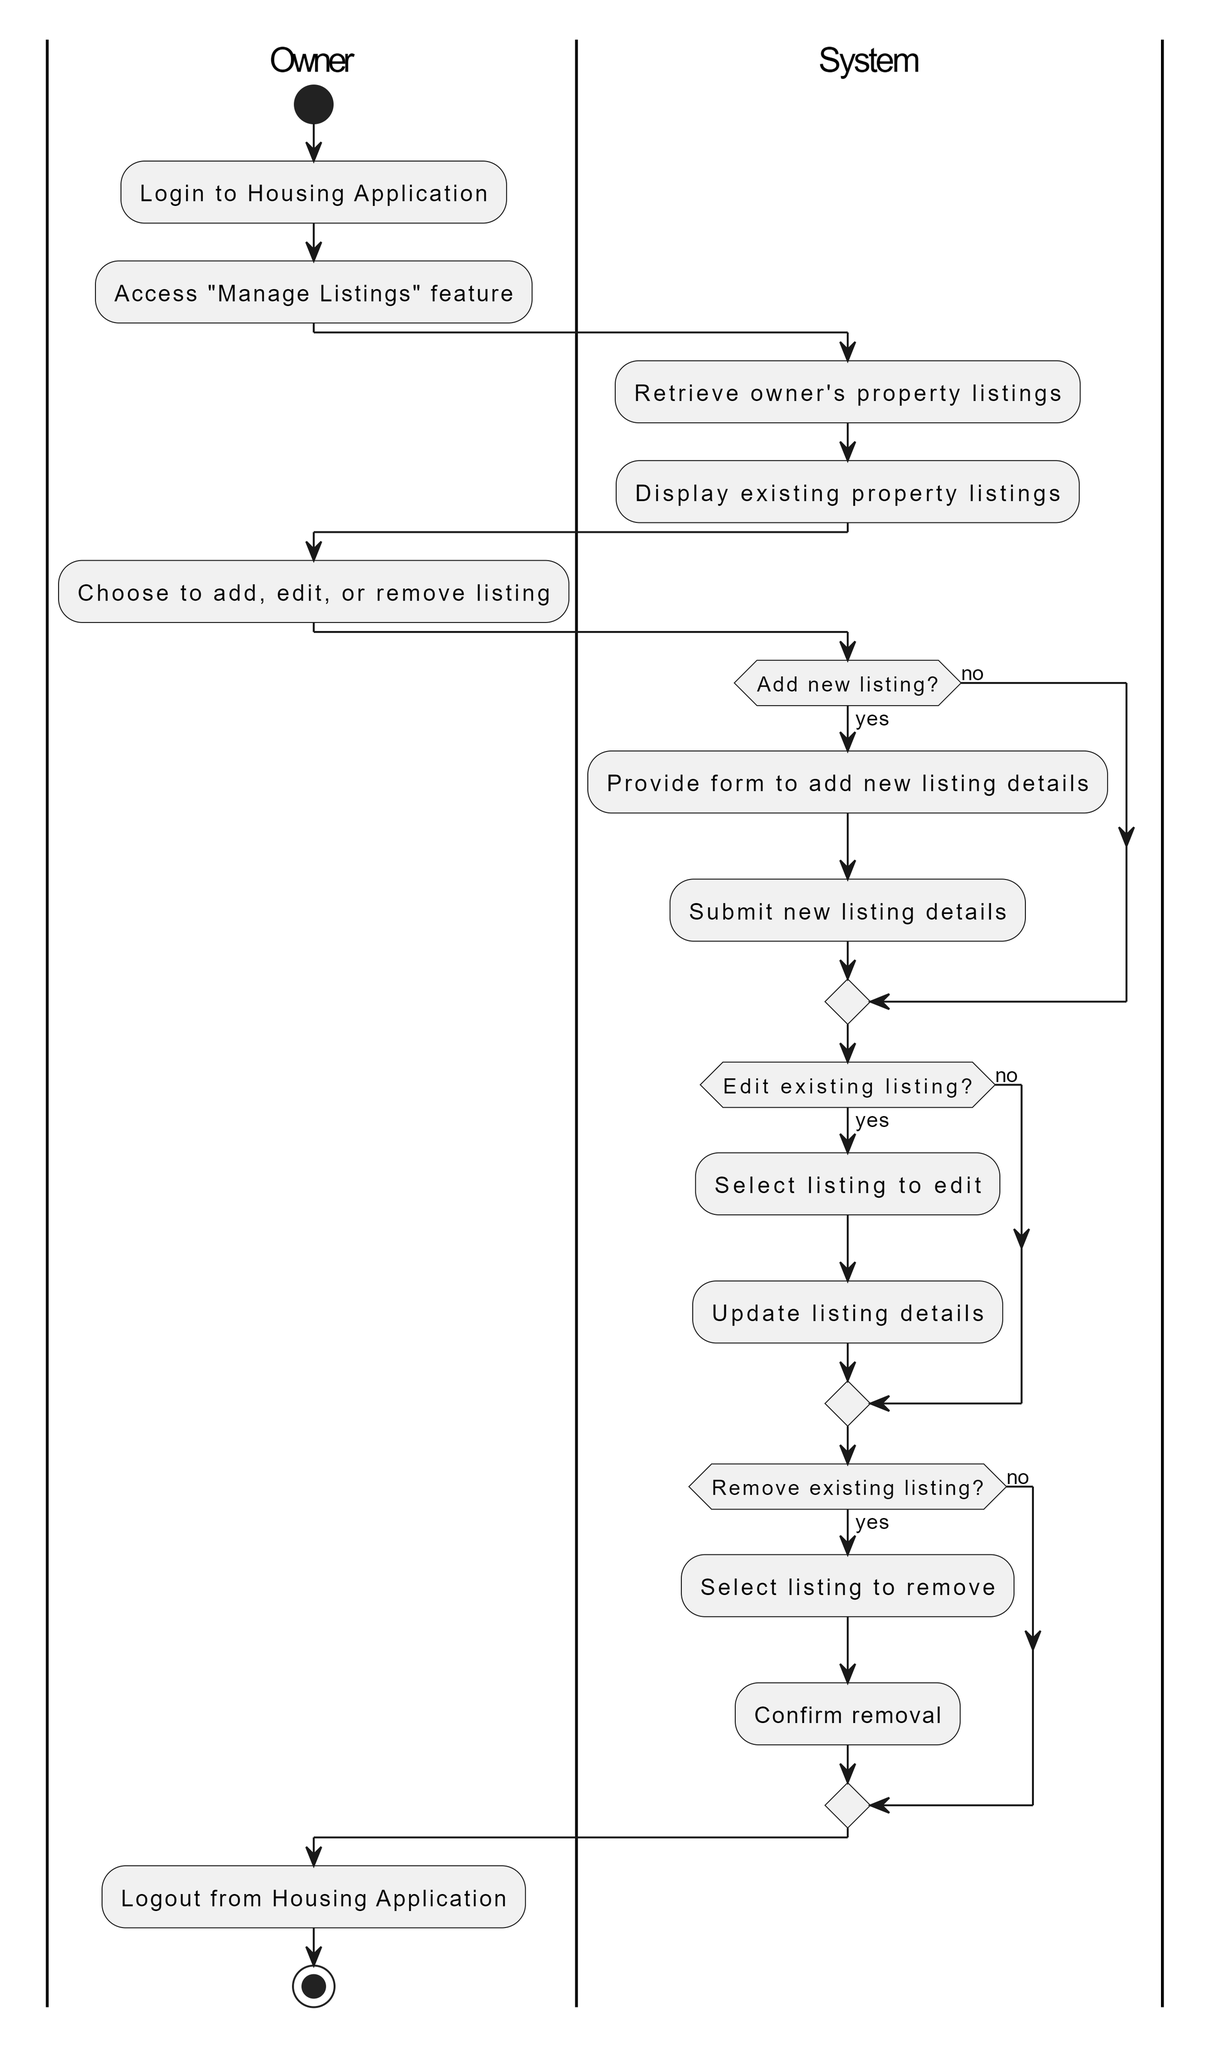 Owner
System
Login to Housing Application
Access "Manage Listings" feature
Retrieve owner's property listings
Display existing property listings
Choose to add, edit, or remove listing
Add new listing?
no
yes
Provide form to add new listing details
Submit new listing details
Edit existing listing?
no
yes
Select listing to edit
Update listing details
Remove existing listing?
no
yes
Select listing to remove
Confirm removal
Logout from Housing Application